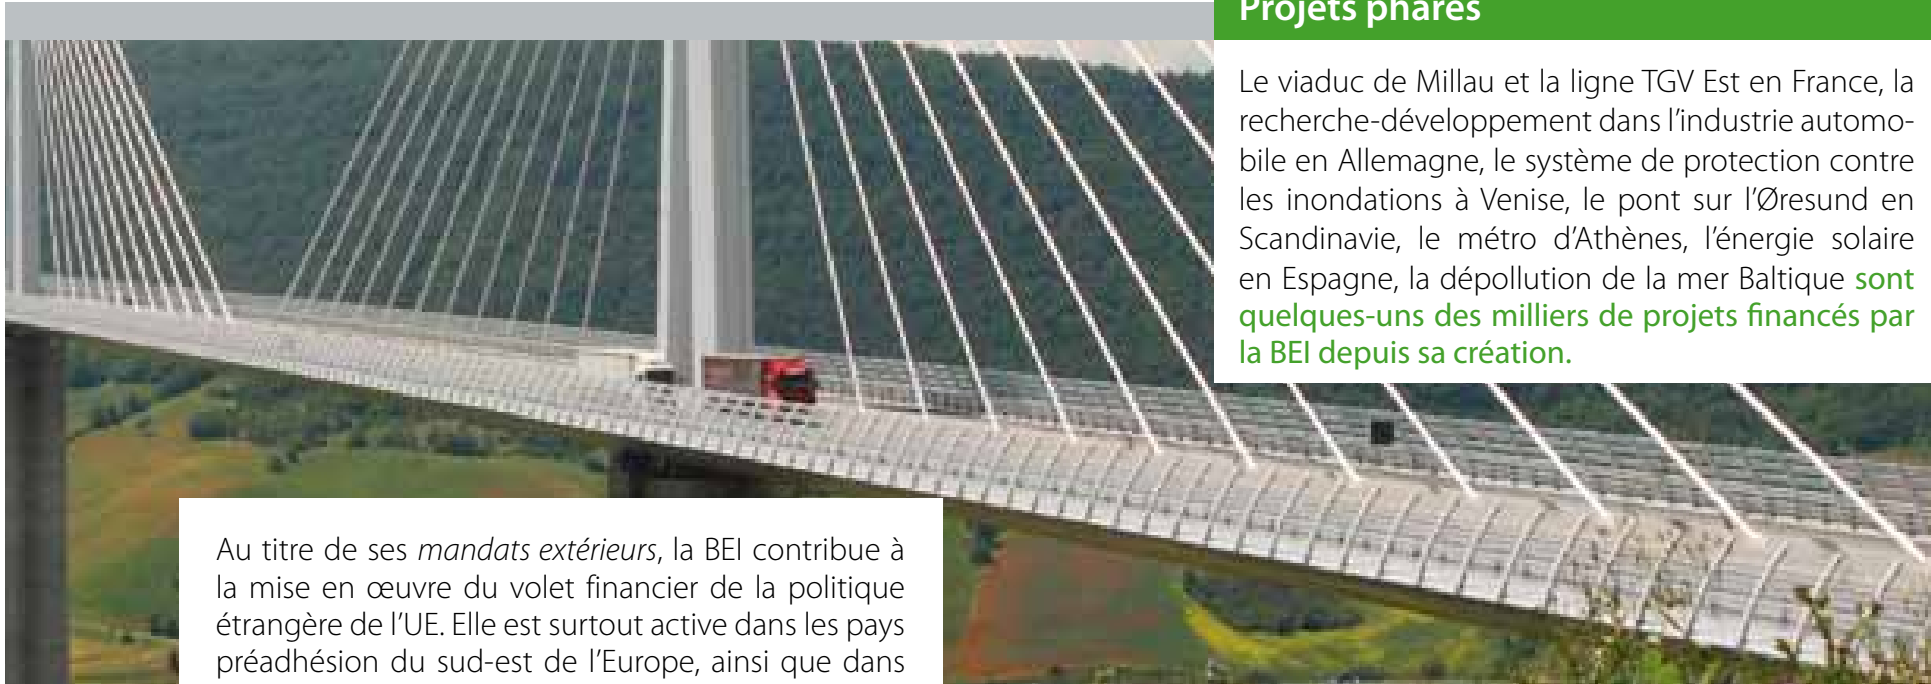 Projets phares
Le viaduc de Millau et la ligne TGV Est en France, la
recherche-développement dans l’industrie automo-
bile en Allemagne, le système de protection contre
les inondations à Venise, le pont sur l’Øresund en
Scandinavie, le métro d’Athènes, l’énergie solaire
en Espagne, la dépollution de la mer Baltique sont
quelques-uns des milliers de projets financés par
la BEI depuis sa création.
Au titre de ses mandats extérieurs, la BEI contribue à
la mise en œuvre du volet financier de la politique
étrangère de l’UE. Elle est surtout active dans les pays
préadhésion du sud-est de l’Europe, ainsi que dans